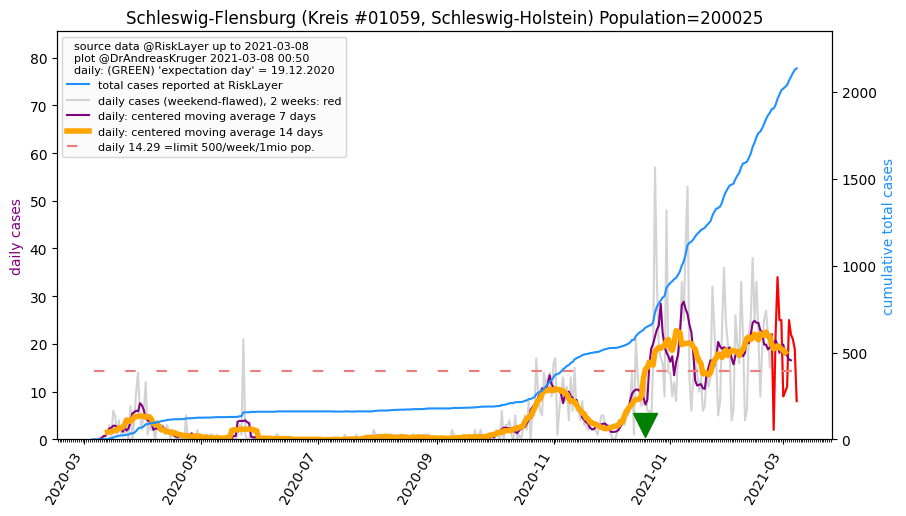 Schleswig-Flensburg (Kreis #01059, Schleswig-Holstein) Population=200025
source data @RiskLayer up to 2021-03-08
plot @DrAndreasKruger 2021-03-08 00:50
daily: (GREEN) 'expectation day' = 19.12.2020
total cases reported at RiskLayer
daily cases (weekend-flawed), 2 weeks: red
daily: centered moving average 7 days
daily: centered moving average 14 days
daily 14.29 =limit 500/week/1mio pop.
daily cases
80
70
60
50
40
30
20
10
0
2000
1500
1000
500
0
cumulative total cases
2020-03
2020-05
2020-07
2020-09
2020-11
2021-01
2021-03